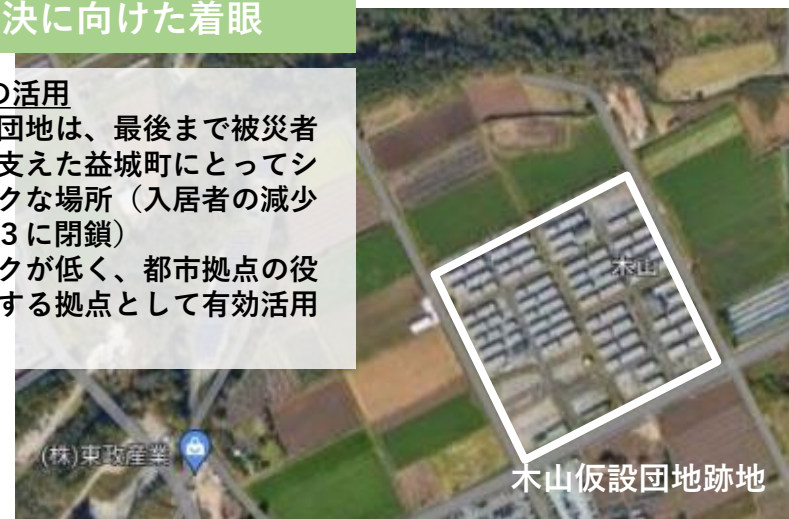 決に向けた着眼
の活用
団地は、最後まで被災者
支えた益城町にとってシ
クな場所（入居者の減少
３に閉鎖）
クが低く、都市拠点の役
する拠点として有効活用
木山
(株)東政産業
木山仮設団地跡地